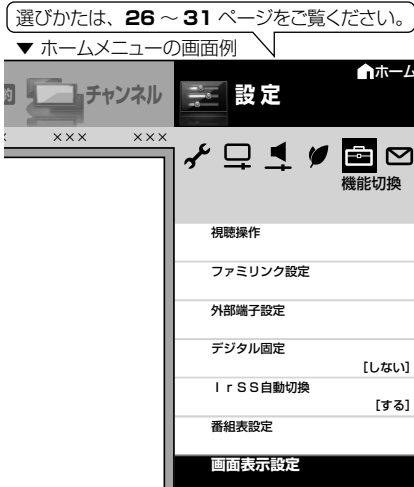 選びかたは、26 ～ 31 ページをご覧ください。
▼ ホームメニューの画面例
チャンネル
設定
ホーム
××× ×××
機能切換
視聴操作
ファミリンク設定
外部端子設定
デジタル固定
[しない]
ＩｒＳＳ自動切換
[する]
番組表設定
画面表示設定